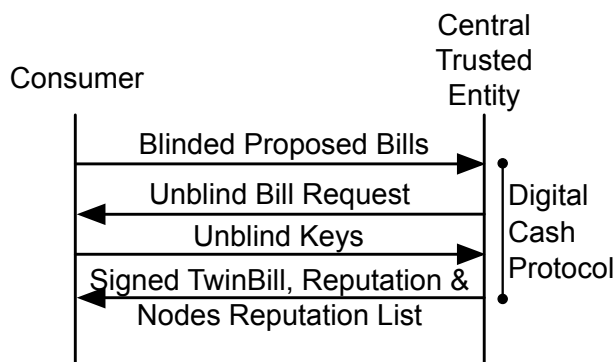 Consumer
Central
Trusted
Entity
Blinded Proposed Bills
Unblind Bill Request
Unblind Keys
Signed TwinBill, Reputation &
Nodes Reputation List
Digital
Cash
Protocol